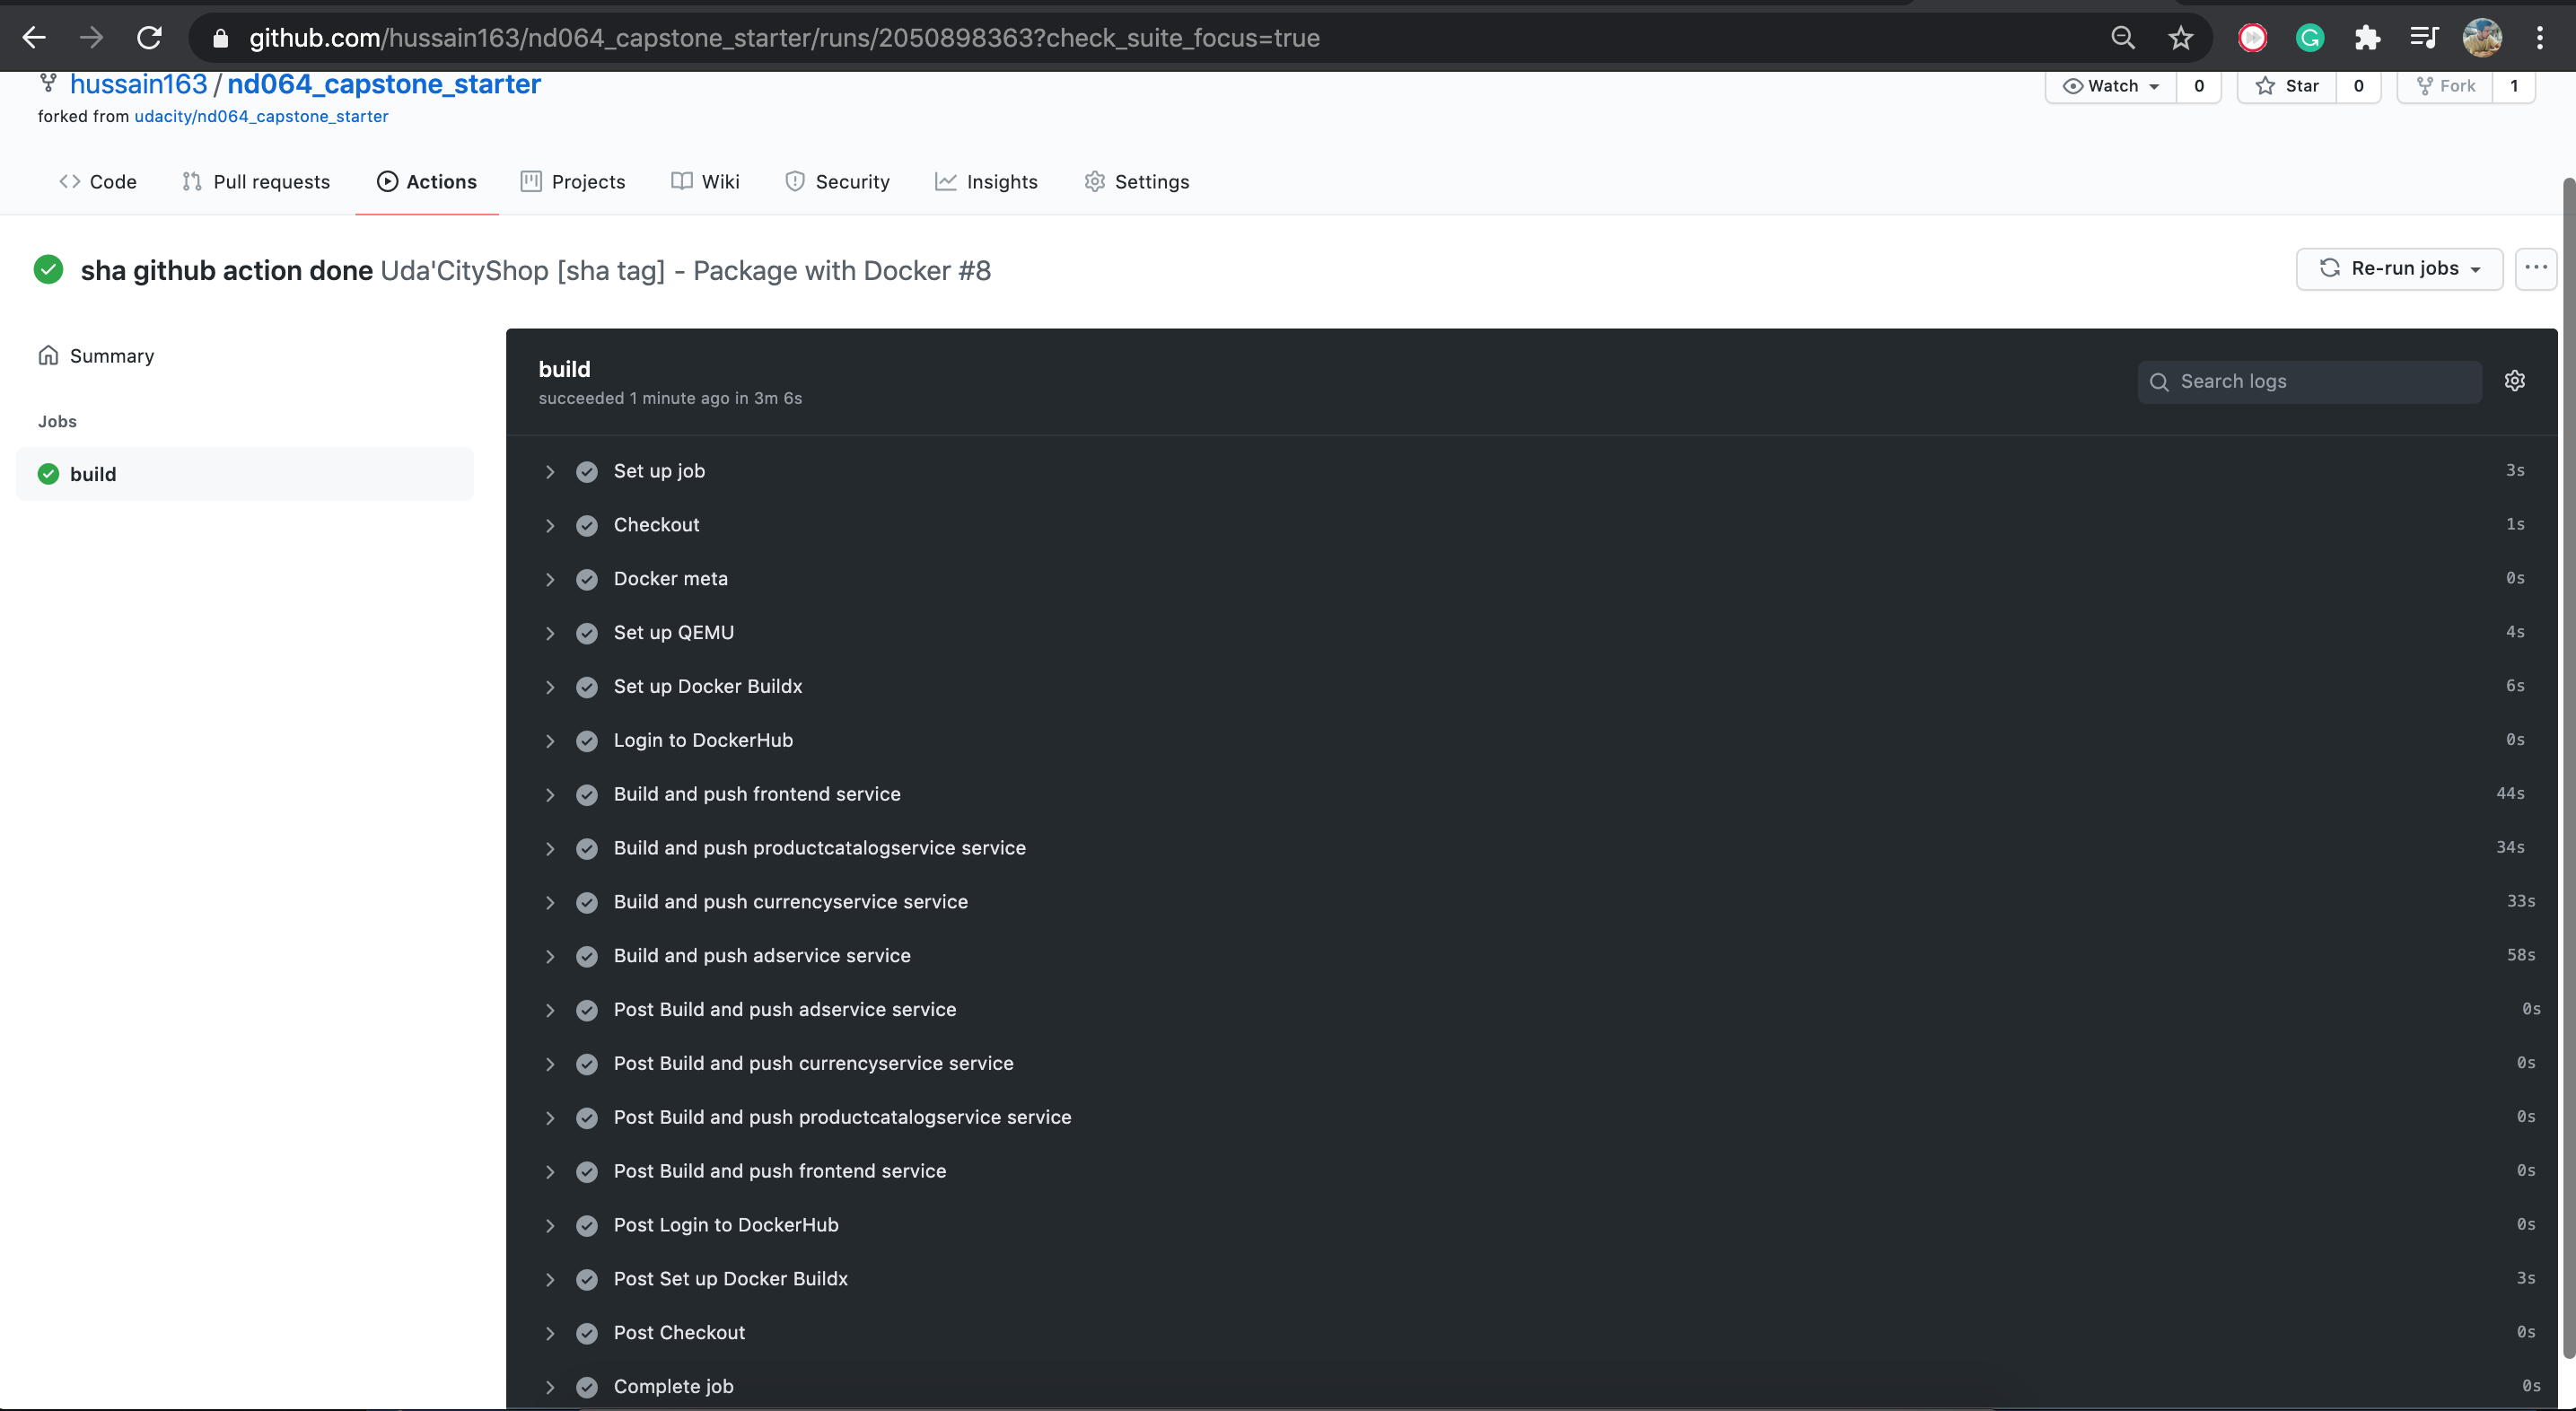 github.com/hussain163/nd064_capstone_starter/runs/2050898363?check_suite_focus=true
hussain163 / nd064_capstone_starter
Watch 0 Star 0 Fork 1
forked from udacity/nd064_capstone_starter
Code Pull requests Actions Projects Wiki Security Insights Settings
sha github action done Uda'CityShop [sha tag] - Package with Docker #8
Re-run jobs
Summary
Jobs
build
build
succeeded 1 minute ago in 3m 6s
Search logs
Set up job 3s
Checkout 1s
Docker meta 0s
Set up QEMU 4s
Set up Docker Buildx 6s
Login to DockerHub 0s
Build and push frontend service 44s
Build and push productcatalogservice service 34s
Build and push currencyservice service 33s
Build and push adservice service 58s
Post Build and push adservice service 0s
Post Build and push currencyservice service 0s
Post Build and push productcatalogservice service 0s
Post Build and push frontend service 0s
Post Login to DockerHub 0s
Post Set up Docker Buildx 3s
Post Checkout 0s
Complete job 0s